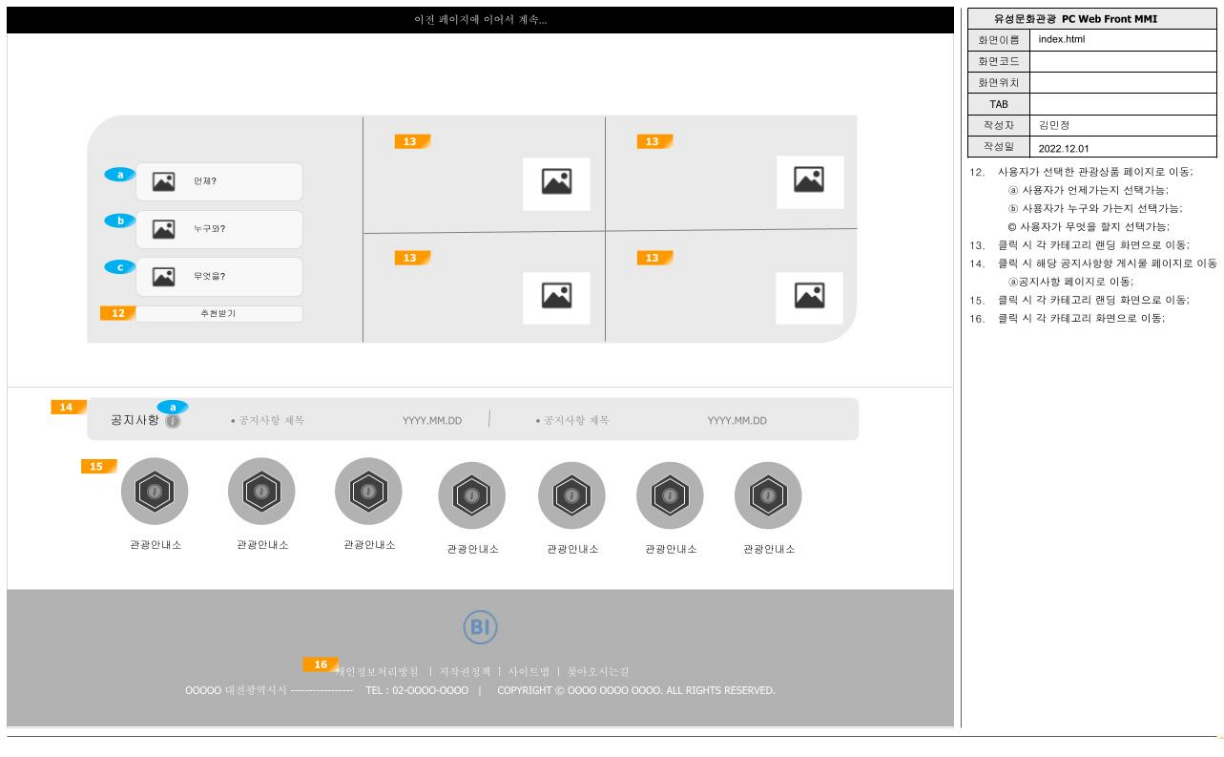 이전 페이지에 이어서 계속...
13
13
a
언제?
b
누구와?
13
13
c
무엇을?
12
추천받기
14
공지사항
a
• 공지사항 제목
YYYY.MM.DD
• 공지사항 제목
YYYY.MM.DD
15
관광안내소
관광안내소
관광안내소
관광안내소
관광안내소
관광안내소
관광안내소
BI
16
개인정보처리방침 | 저작권정책 | 사이트맵 | 찾아오시는길
OOOOO 대전광역시시 ----------------- TEL : 02-OOOO-OOOO | COPYRIGHT © OOOO OOOO OOOO. ALL RIGHTS RESERVED.
유성문화관광 PC Web Front MMI
화면이름 index.html
화면코드
화면위치
TAB
작성자 김민정
작성일 2022.12.01
12. 사용자가 선택한 관광상품 페이지로 이동;
ⓐ 사용자가 언제가는지 선택가능;
ⓑ 사용자가 누구와 가는지 선택가능;
© 사용자가 무엇을 할지 선택가능;
13. 클릭 시 각 카테고리 랜딩 화면으로 이동;
14. 클릭 시 해당 공지사항항 게시물 페이지로 이동
ⓐ공지사항 페이지로 이동;
15. 클릭 시 각 카테고리 랜딩 화면으로 이동;
16. 클릭 시 각 카테고리 화면으로 이동;